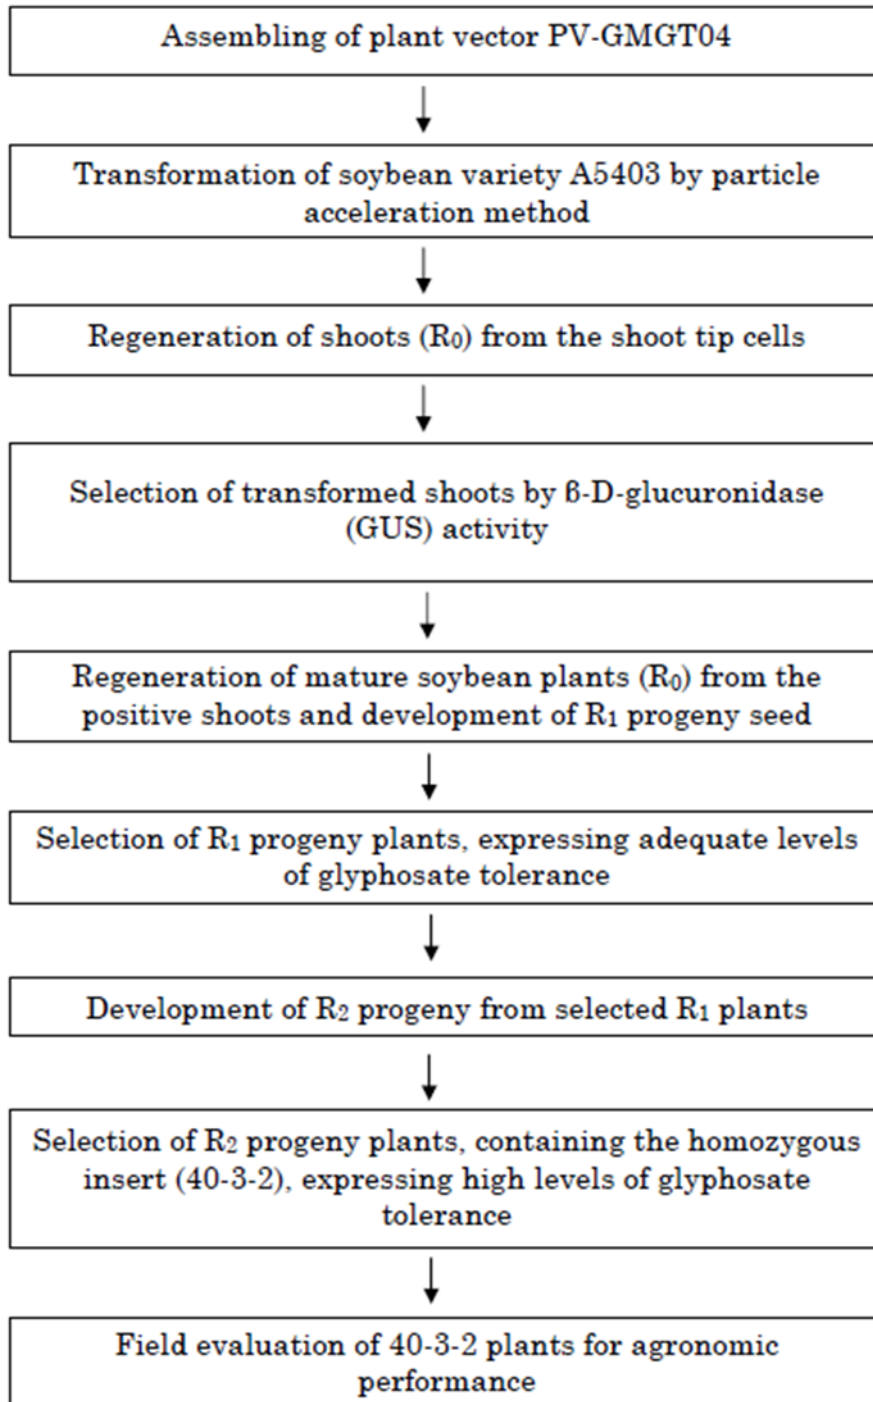 Assembling of plant vector PV-GMGT04
Transformation of soybean variety A5403 by particle
acceleration method
Regeneration of shoots (R0) from the shoot tip cells
Selection of transformed shoots by ß-D-glucuronidase
(GUS) activity
Regeneration of mature soybean plants (R0) from the
positive shoots and development of R1 progeny seed
Selection of R1 progeny plants, expressing adequate levels
of glyphosate tolerance
Development of R2 progeny from selected R1 plants
Selection of R2 progeny plants, containing the homozygous
insert (40-3-2), expressing high levels of glyphosate
tolerance
Field evaluation of 40-3-2 plants for agronomic
performance